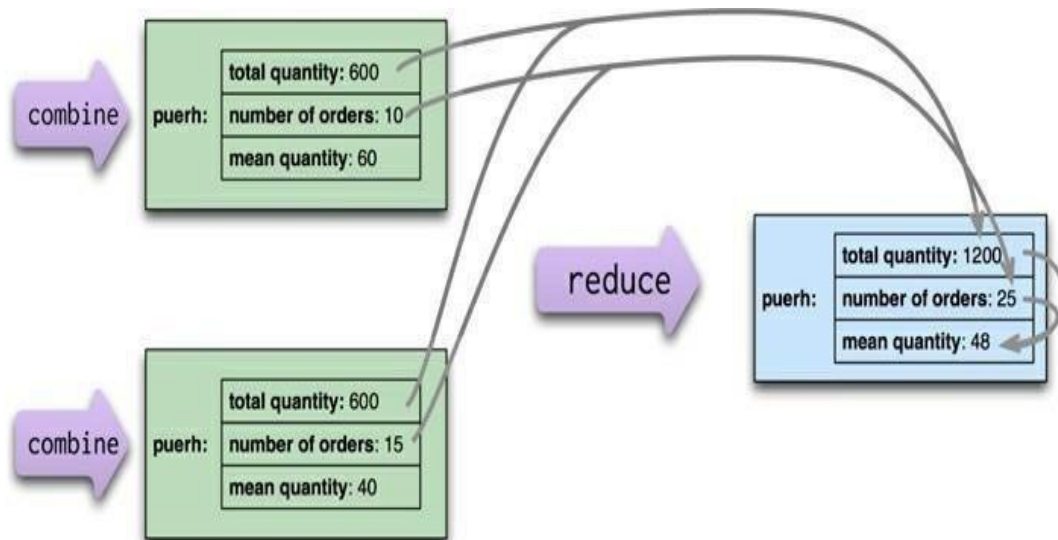 combine
puerh:
total quantity: 600
number of orders: 10
mean quantity: 60
combine
puerh:
total quantity: 600
number of orders: 15
mean quantity: 40
reduce
puerh:
total quantity: 1200
number of orders: 25
mean quantity: 48